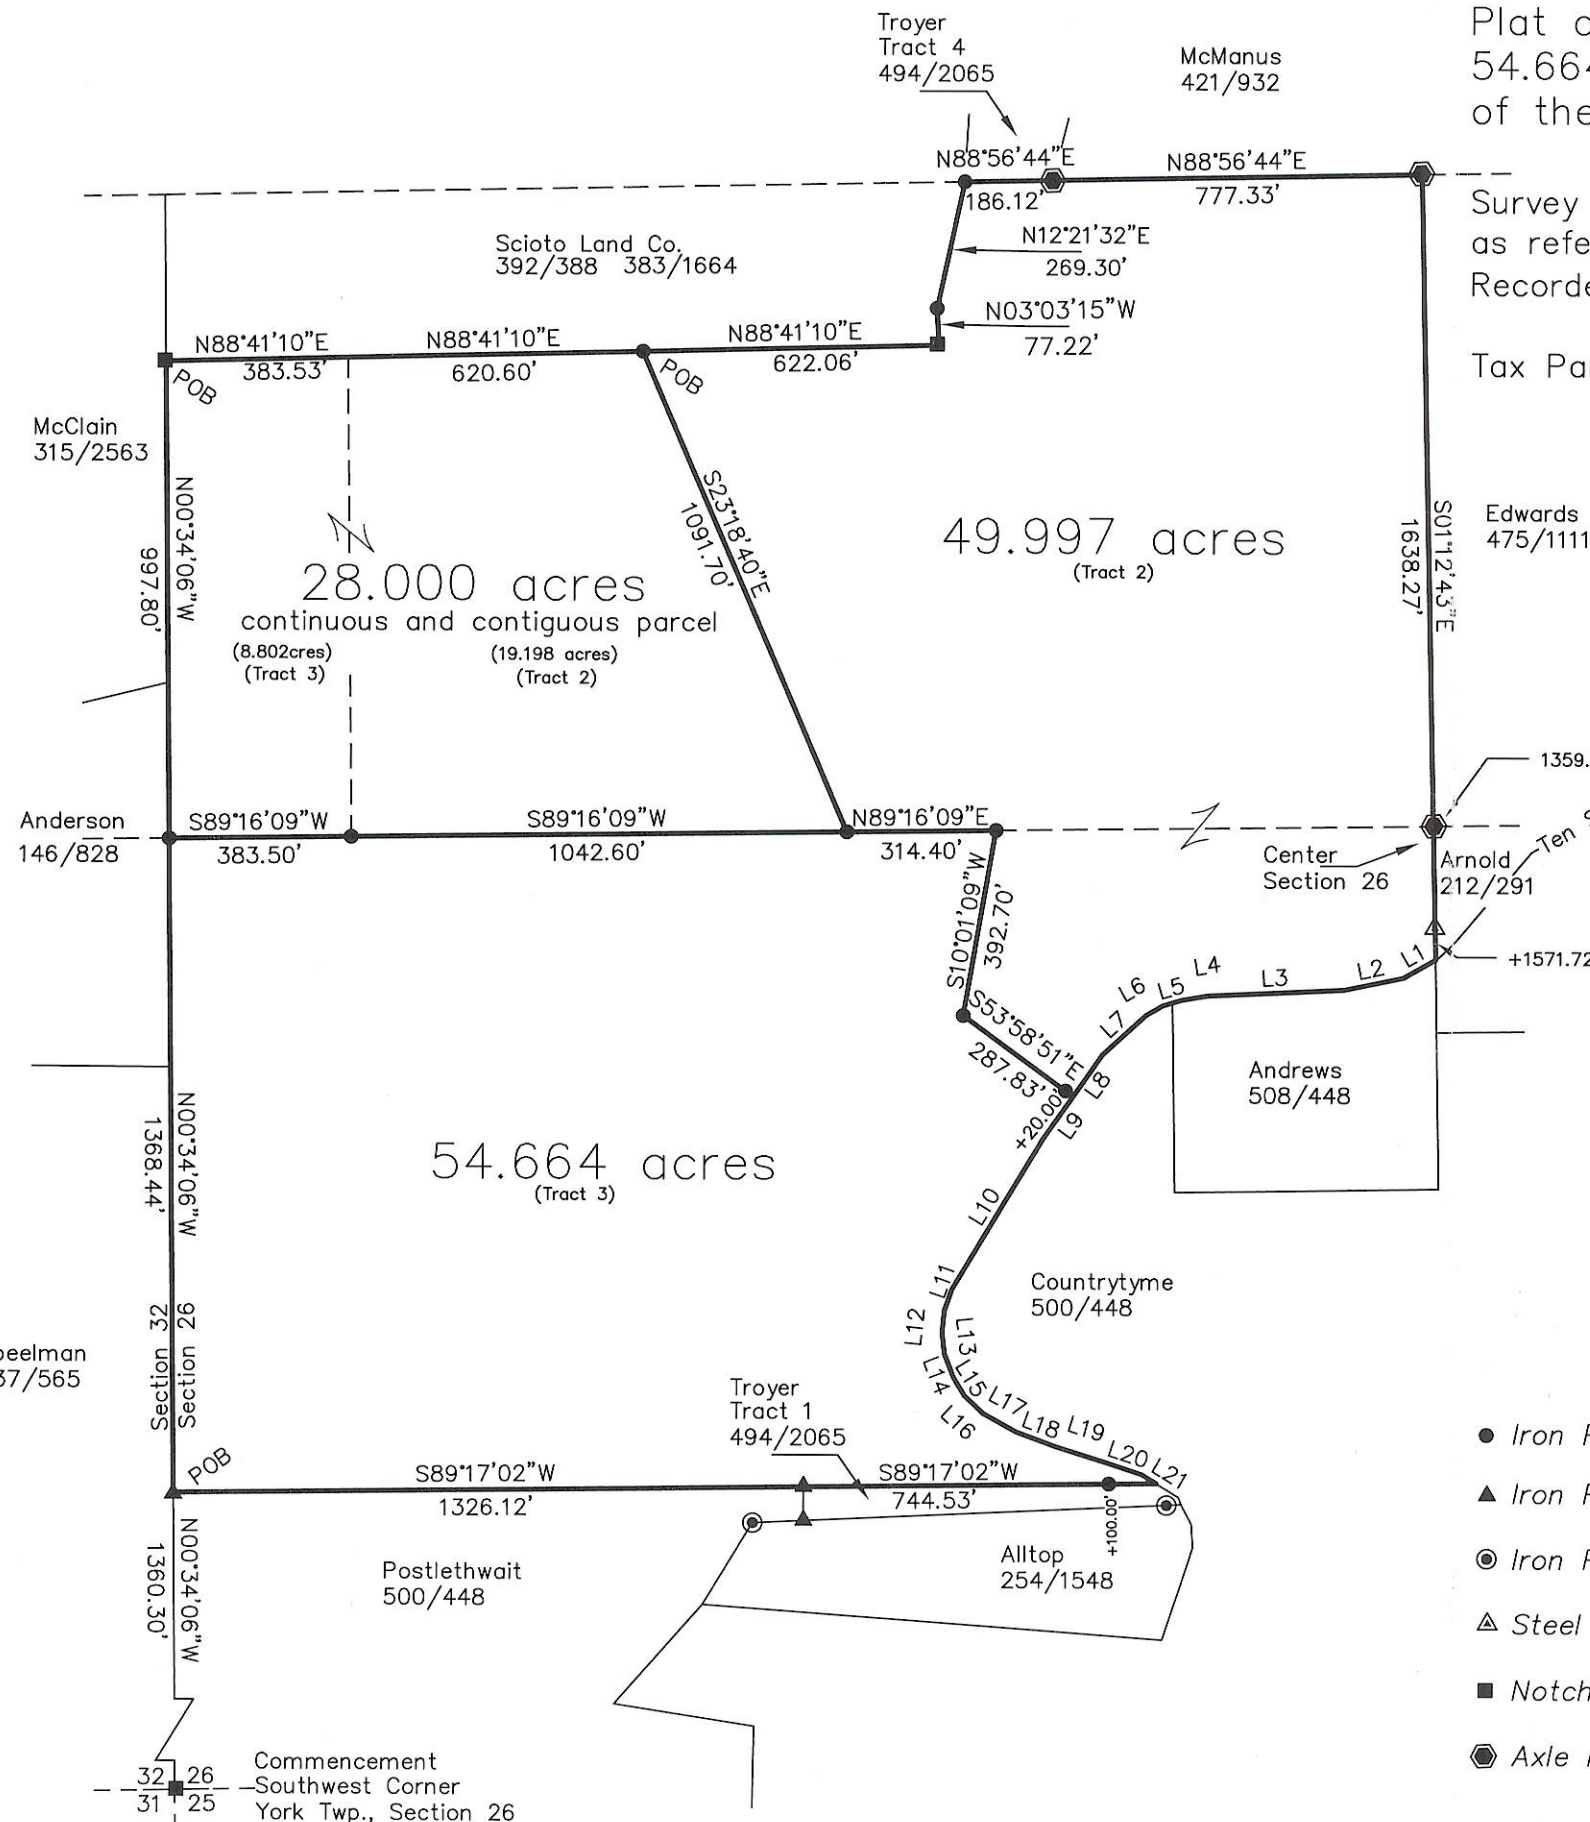 Plat o
54.664
of the
Troyer
Tract 4
494/2065
McManus
421/932
N88°56'44"E
186.12'
N88°56'44"E
777.33'
Survey
as refe
Recorde
Scioto Land Co.
392/388 383/1664
N12°21'32"E
269.30'
N03°03'15"W
77.22'
N88°41'10"E
383.53'
N88°41'10"E
620.60'
N88°41'10"E
622.06'
POB
POB
Tax Pa
McClain
315/2563
N00°34'06"W
997.80'
S23°18'40"E
1091.70'
49.997 acres
(Tract 2)
S01°12'43"E
1638.27'
Edwards
475/1111
28.000 acres
continuous and contiguous parcel
(8.802cres)
(Tract 3)
(19.198 acres)
(Tract 2)
1359.
Anderson
146/828
S89°16'09"W
383.50'
S89°16'09"W
1042.60'
N89°16'09"E
314.40'
Center
Section 26
Arnold
212/291
Ten
S10°01'09"W
392.70'
+1571.72
L1
L2
L3
L4
L5
L6
L7
S53°58'51"E
287.83'
L8
+20.00'
L9
Andrews
508/448
N00°34'06"W
1368.44'
54.664 acres
(Tract 3)
L10
L11
Countrytyme
500/448
L12
L13
L14
L15
L16
L17
L18
L19
L20
L21
Section 26
Section 32
peelman
37/565
Troyer
Tract 1
494/2065
POB
S89°17'02"W
1326.12'
S89°17'02"W
744.53'
+100.00'
N00°34'06"W
1360.30'
Postlethwait
500/448
Alltop
254/1548
Iron P
Iron P
Iron P
Steel
Notch
Axle
32 26
31 25
Commencement
Southwest Corner
York Twp., Section 26